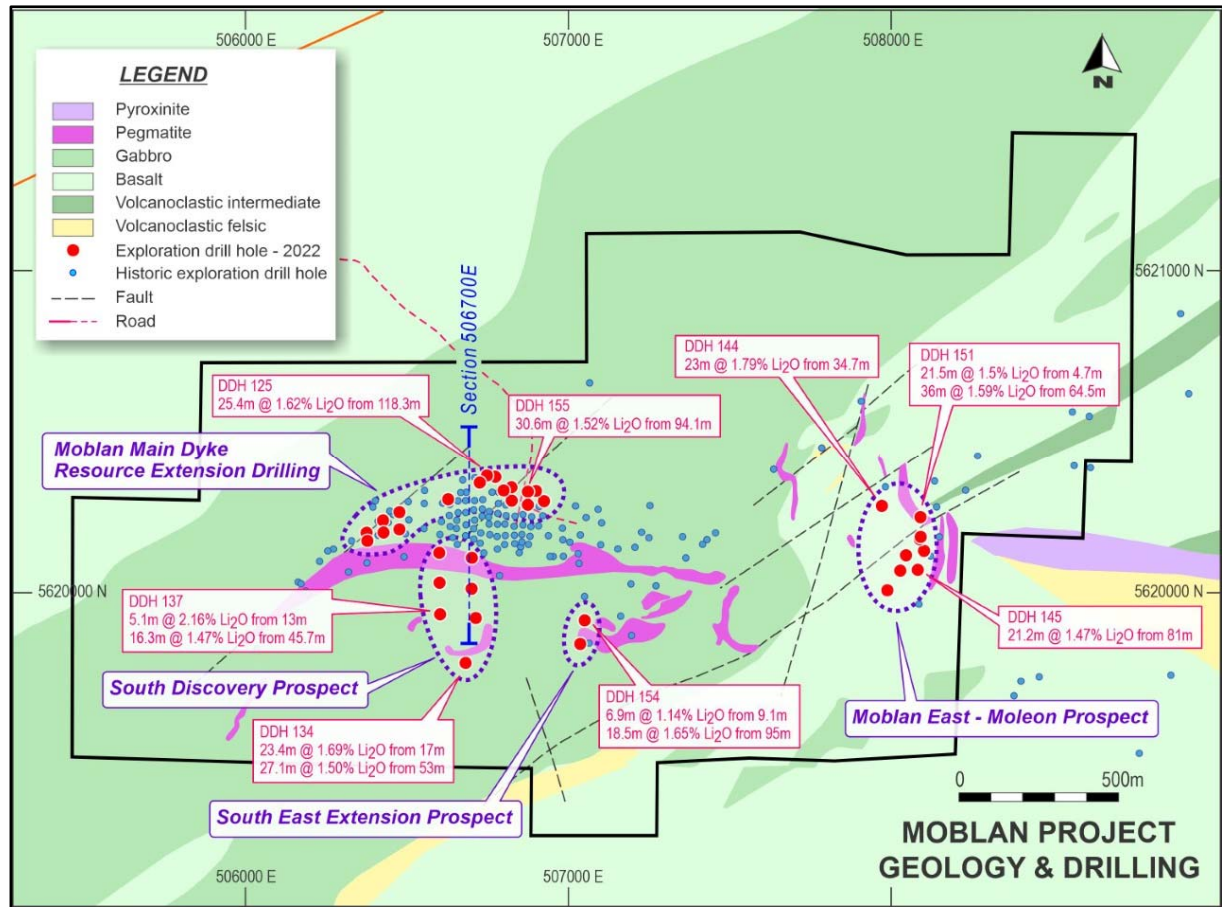 506000 E
507000 E
508000 E
LEGEND
Pyroxinite
Pegmatite
Gabbro
Basalt
Volcanoclastic intermediate
Volcanoclastic felsic
Exploration drill hole - 2022
Historic exploration drill hole
Fault
Road
N
5621000 N
Section 506700E
DDH 125
25.4m @ 1.62% Li2O from 118.3m
DDH 155
30.6m @ 1.52% Li2O from 94.1m
DDH 144
23m @ 1.79% Li2O from 34.7m
DDH 151
21.5m @ 1.5% Li2O from 4.7m
36m @ 1.59% Li2O from 64.5m
Moblan Main Dyke
Resource Extension Drilling
5620000 N
5620000 N
DDH 137
5.1m @ 2.16% Li2O from 13m
16.3m @ 1.47% Li2O from 45.7m
DDH 145
21.2m @ 1.47% Li2O from 81m
South Discovery Prospect
DDH 154
6.9m @ 1.14% Li2O from 9.1m
18.5m @ 1.65% Li2O from 95m
Moblan East - Moleon Prospect
DDH 134
23.4m @ 1.69% Li2O from 17m
27.1m @ 1.50% Li2O from 53m
South East Extension Prospect
0 500m
MOBLAN PROJECT
GEOLOGY & DRILLING
506000 E
507000 E